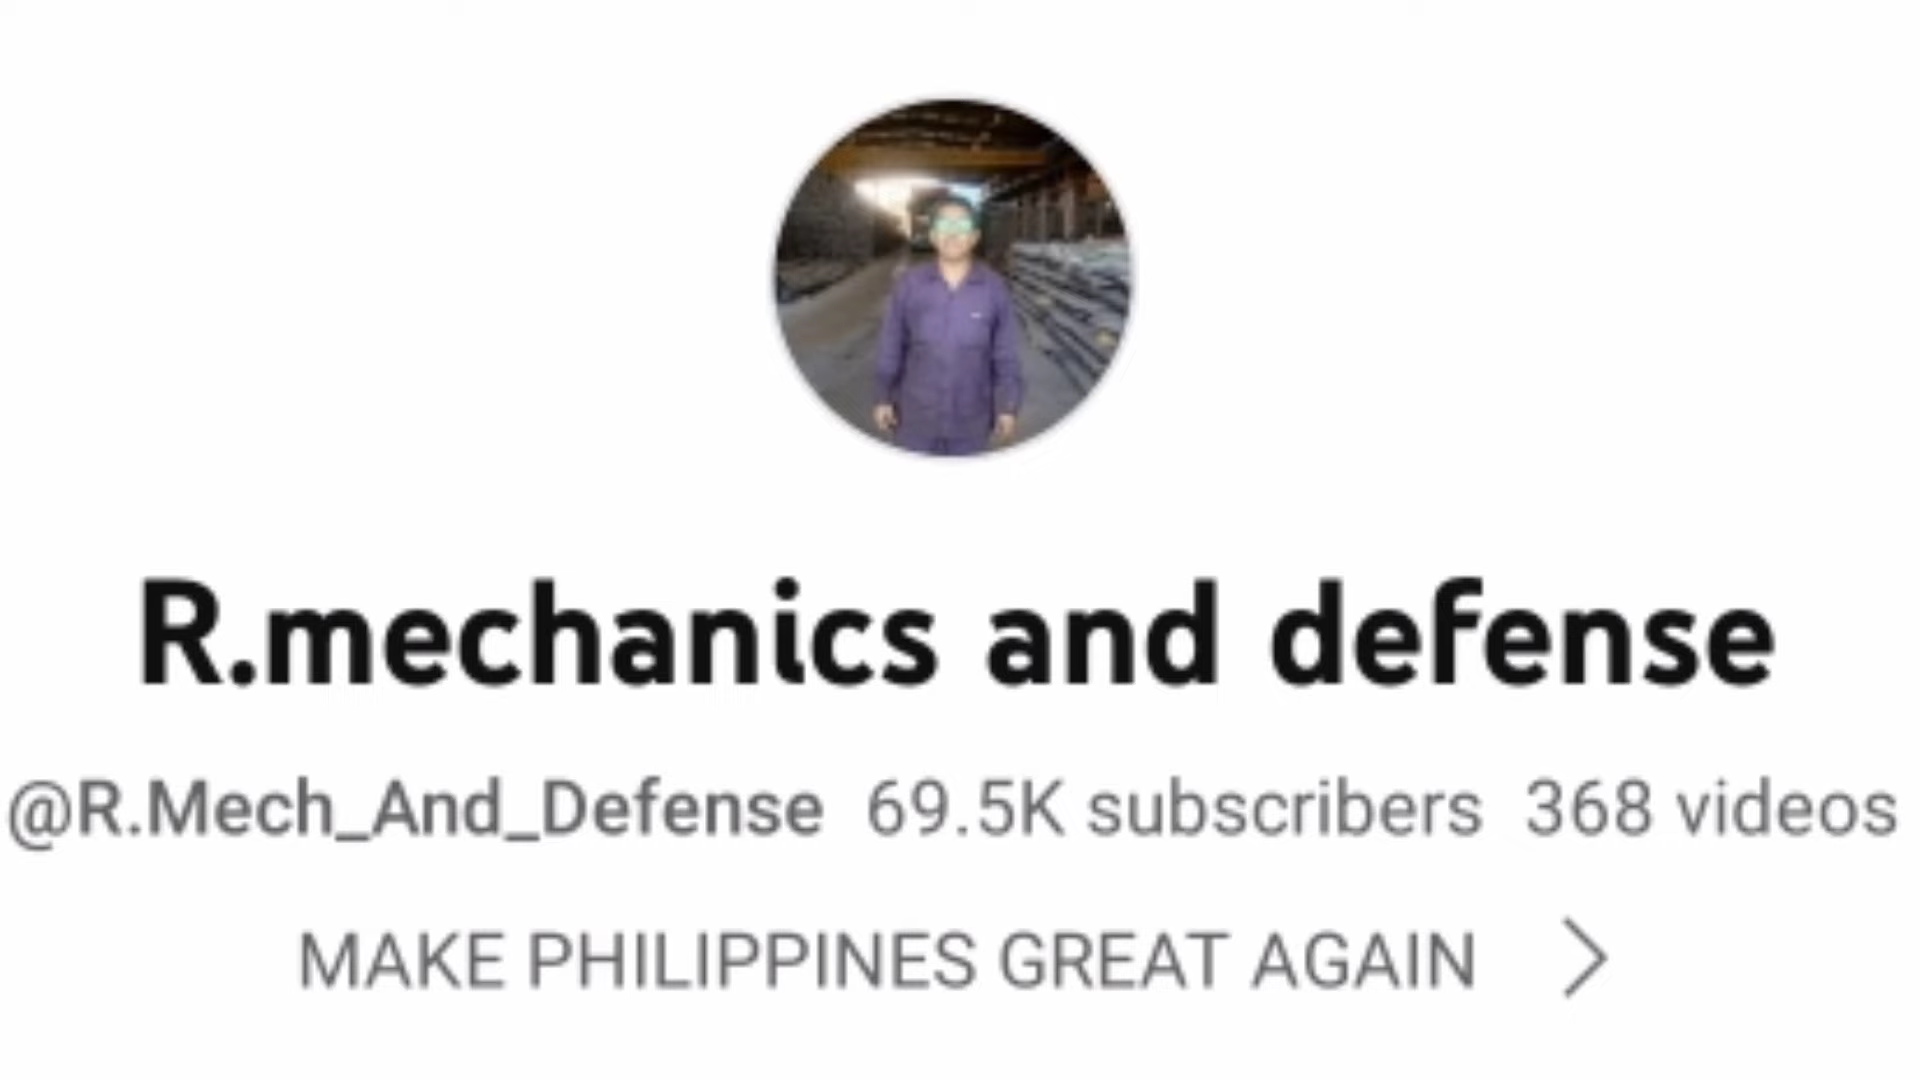 R.mechanics and defense
@R.Mech_And_Defense 69.5K subscribers 368 videos
MAKE PHILIPPINES GREAT AGAIN